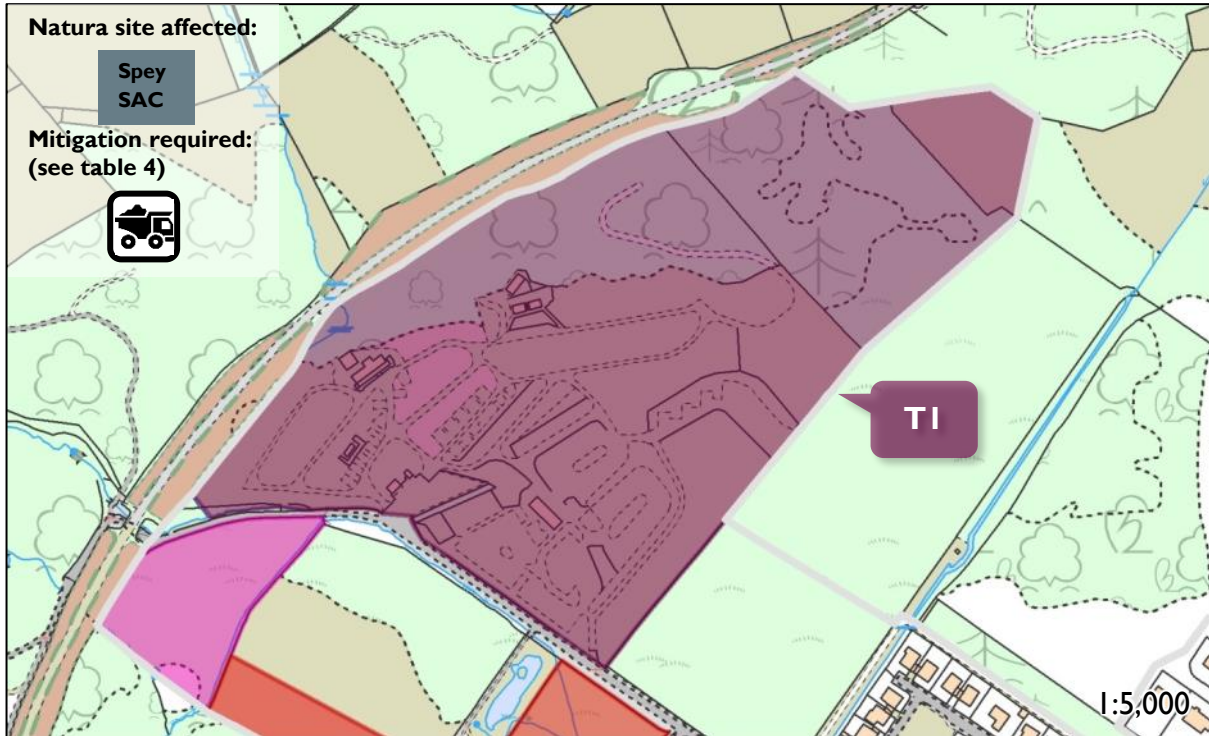 Natura site affected:
Spey
SAC
Mitigation required:
(see table 4)
T1
1:5,000